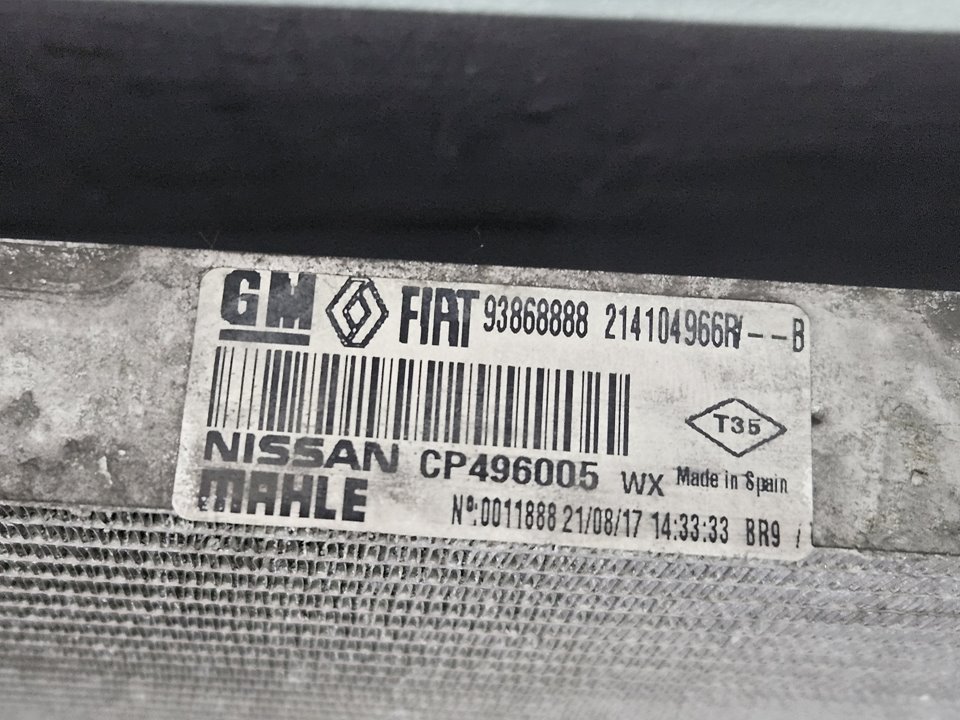 GM FIAT 93868888 214104966R/--B
T35
NISSAN CP496005 WX Made in Spain
MAHLE Nº:0011888 21/08/17 14:33:33 BR9 /